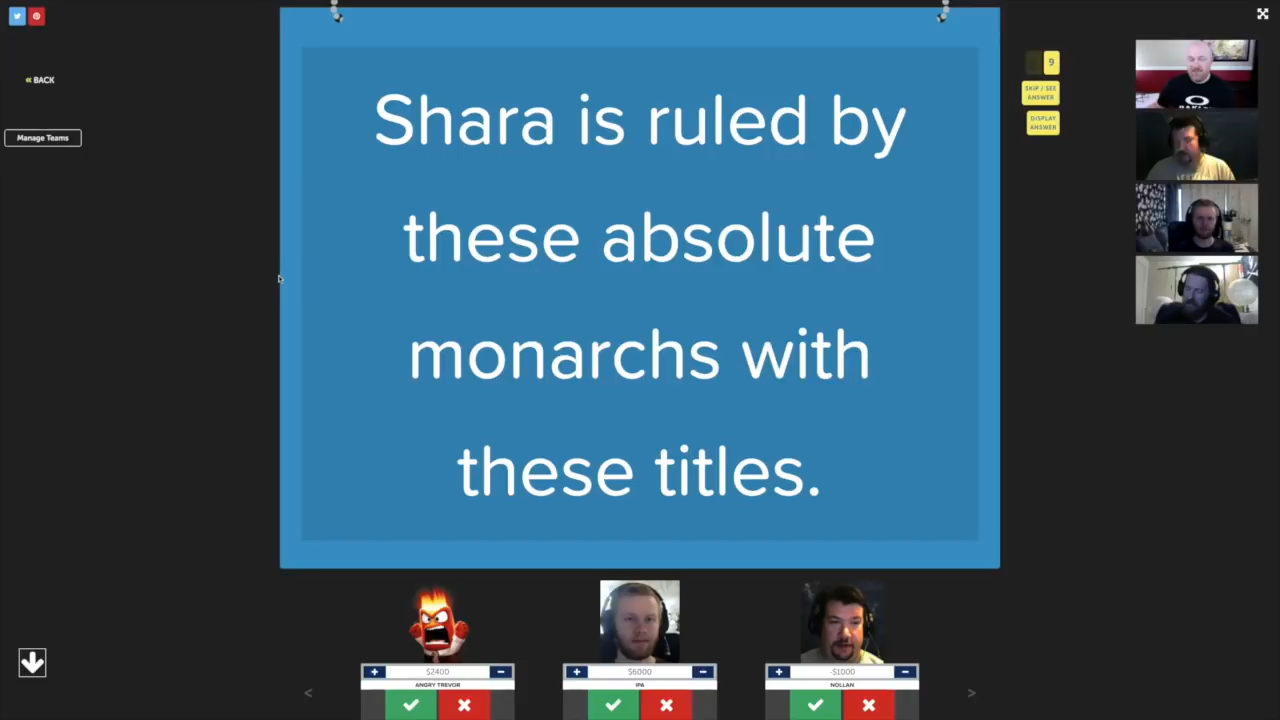 « BACK
Manage Teams
Shara is ruled by
these absolute
monarchs with
these titles.
9
SKIP / SEE
ANSWER
DISPLAY
ANSWER
+ $2400 −
ANGRY TREVOR
+ $6000 −
IPA
+ -$1000 −
NOLLAN
< >